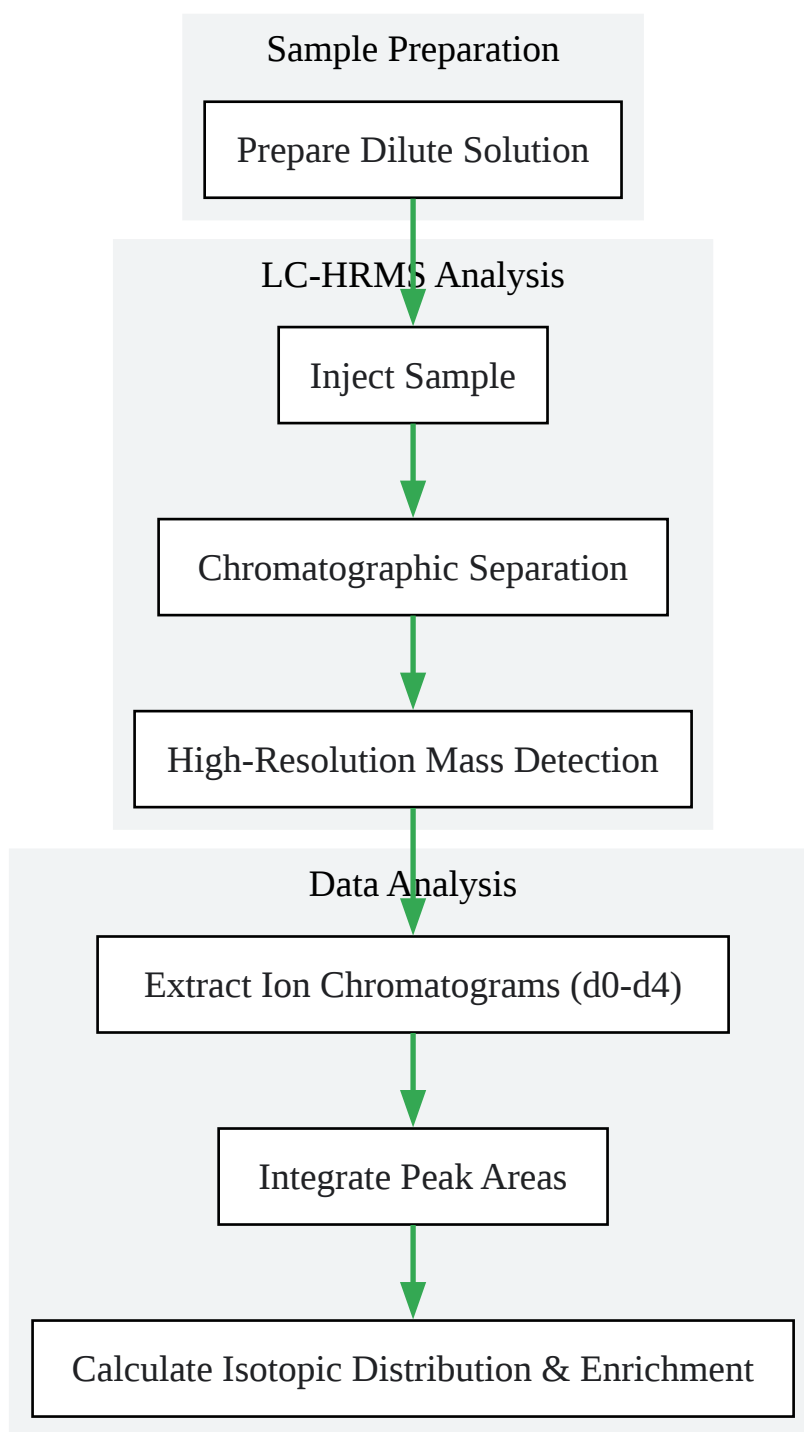 Sample Preparation
Prepare Dilute Solution
LC-HRMS Analysis
Inject Sample
Chromatographic Separation
High-Resolution Mass Detection
Data Analysis
Extract Ion Chromatograms (d0-d4)
Integrate Peak Areas
Calculate Isotopic Distribution & Enrichment